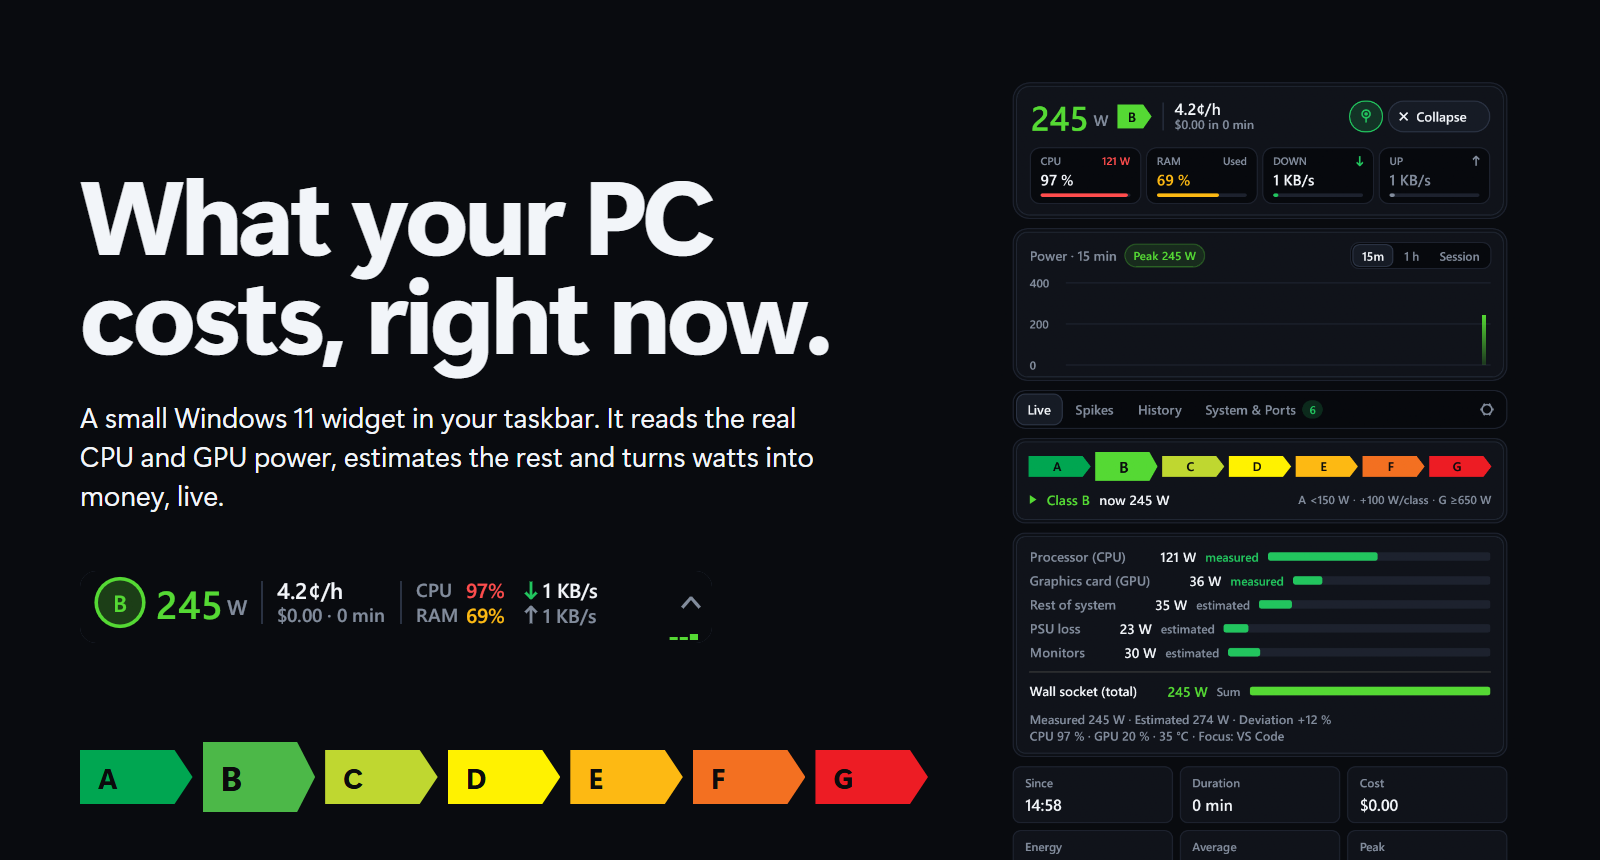 What your PC
costs, right now.
A small Windows 11 widget in your taskbar. It reads the real
CPU and GPU power, estimates the rest and turns watts into
money, live.
B 245 W 4.2¢/h CPU 97% ↓ 1 KB/s
$0.00 · 0 min RAM 69% ↑ 1 KB/s
A B C D E F G
245 W B 4.2¢/h Collapse
$0.00 in 0 min
CPU 121 W RAM Used DOWN ↓ UP ↑
97 % 69 % 1 KB/s 1 KB/s
Power · 15 min Peak 245 W 15m 1 h Session
400
200
0
Live Spikes History System & Ports 6
A B C D E F G
Class B now 245 W A <150 W · +100 W/class · G ≥650 W
Processor (CPU) 121 W measured
Graphics card (GPU) 36 W measured
Rest of system 35 W estimated
PSU loss 23 W estimated
Monitors 30 W estimated
Wall socket (total) 245 W Sum
Measured 245 W · Estimated 274 W · Deviation +12 %
CPU 97 % · GPU 20 % · 35 °C · Focus: VS Code
Since Duration Cost
14:58 0 min $0.00
Energy Average Peak